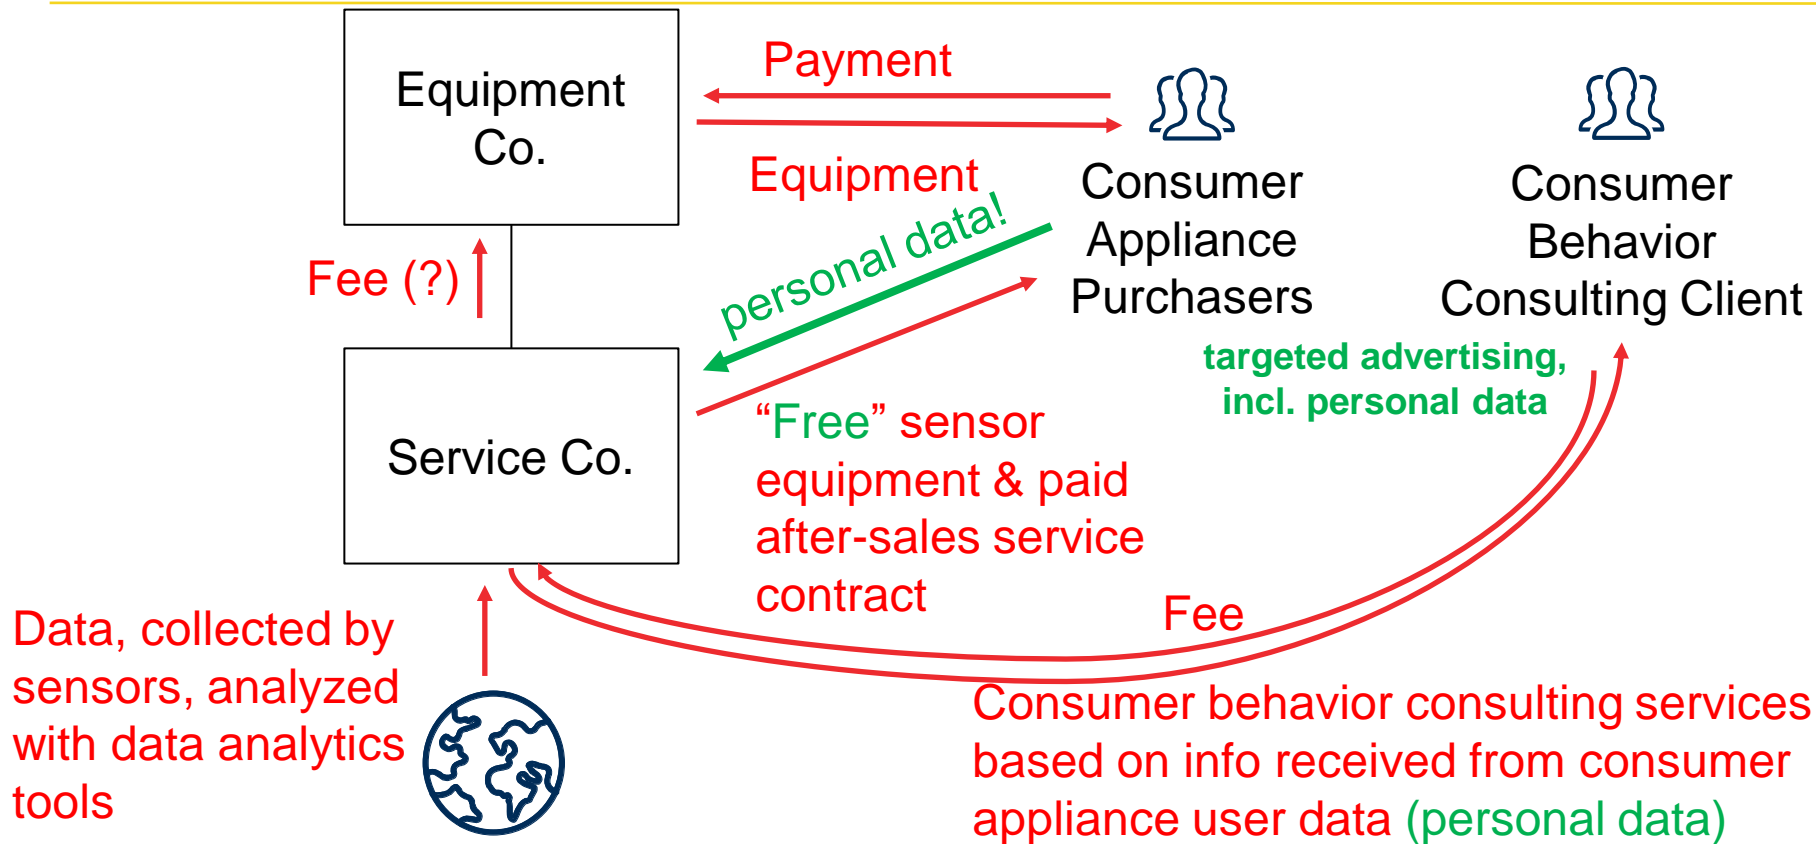 Equipment
Co.
Payment
Equipment
Consumer
Appliance
Purchasers
Consumer
Behavior
Consulting Client
personal data!
Fee (?)
targeted advertising,
incl. personal data
Service Co.
“Free” sensor
equipment & paid
after-sales service
contract
Fee
Data, collected by
sensors, analyzed
with data analytics
tools
Consumer behavior consulting services
based on info received from consumer
appliance user data (personal data)